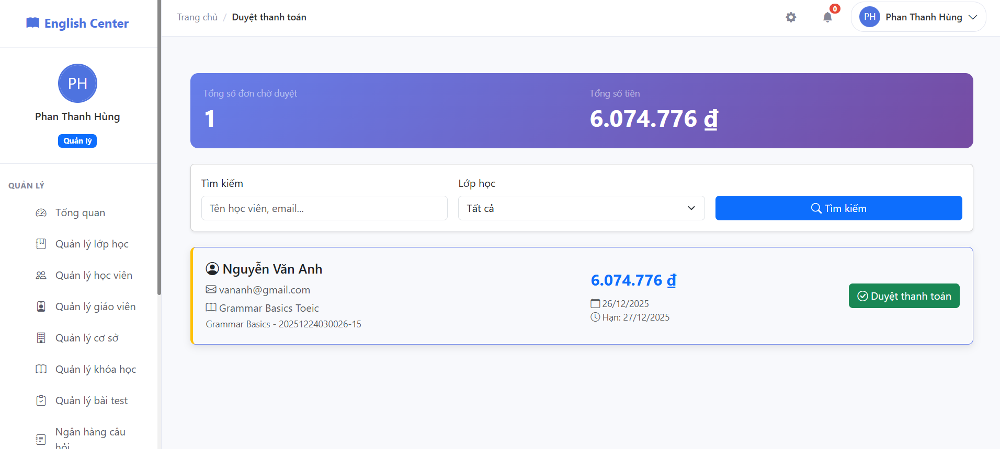 English Center
PH
Phan Thanh Hùng
Quản lý
QUẢN LÝ
Tổng quan
Quản lý lớp học
Quản lý học viên
Quản lý giáo viên
Quản lý cơ sở
Quản lý khóa học
Quản lý bài test
Ngân hàng câu
hỏi
Trang chủ / Duyệt thanh toán
0
PH Phan Thanh Hùng
Tổng số đơn chờ duyệt
1
Tổng số tiền
6.074.776 ₫
Tìm kiếm
Tên học viên, email...
Lớp học
Tất cả
Tìm kiếm
Nguyễn Văn Anh
vananh@gmail.com
Grammar Basics Toeic
Grammar Basics - 20251224030026-15
6.074.776 ₫
26/12/2025
Hạn: 27/12/2025
Duyệt thanh toán